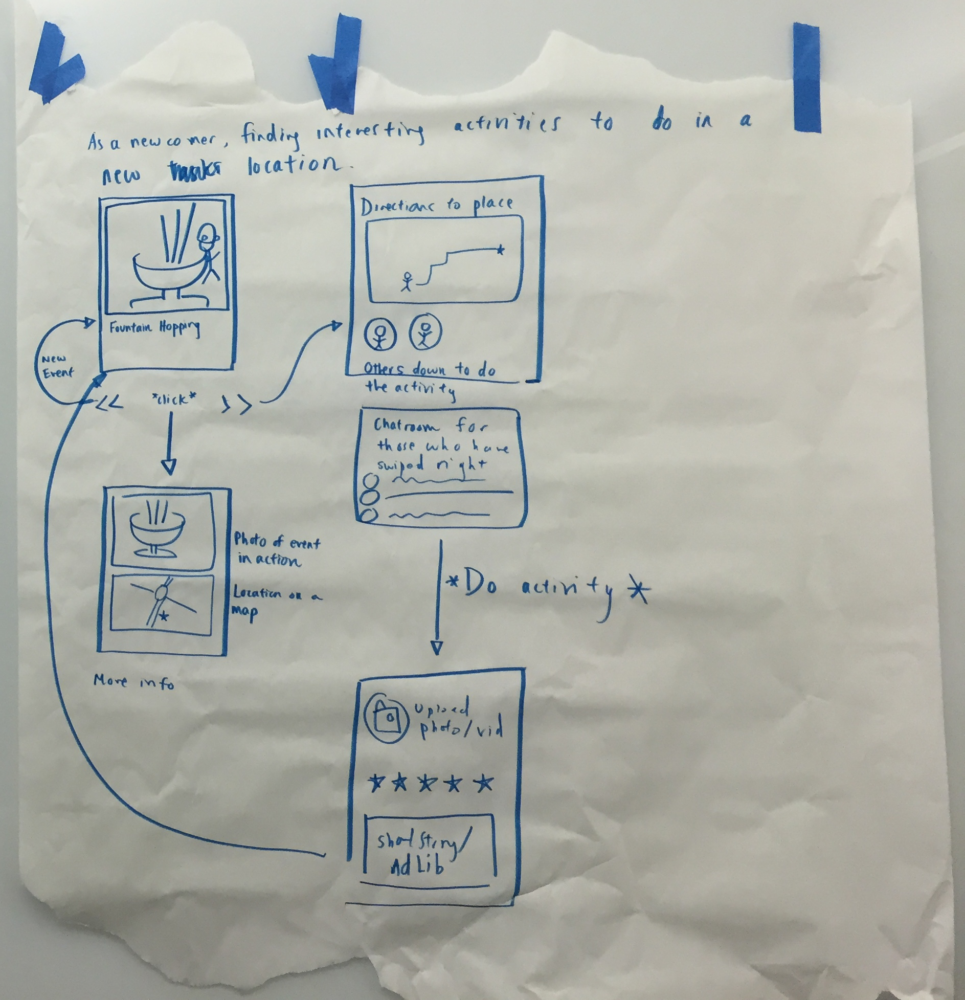 As a newcomer, finding interesting activities to do in a
new location.
Fountain Hopping
New
Event
<< *click* >>
Photo of event
in action
Location on a
map
More info
Directions to place
Others down to do
the activity
Chatroom for
those who have
swiped right
*Do activity*
Upload
photo/vid
Short Story/
Ad Lib